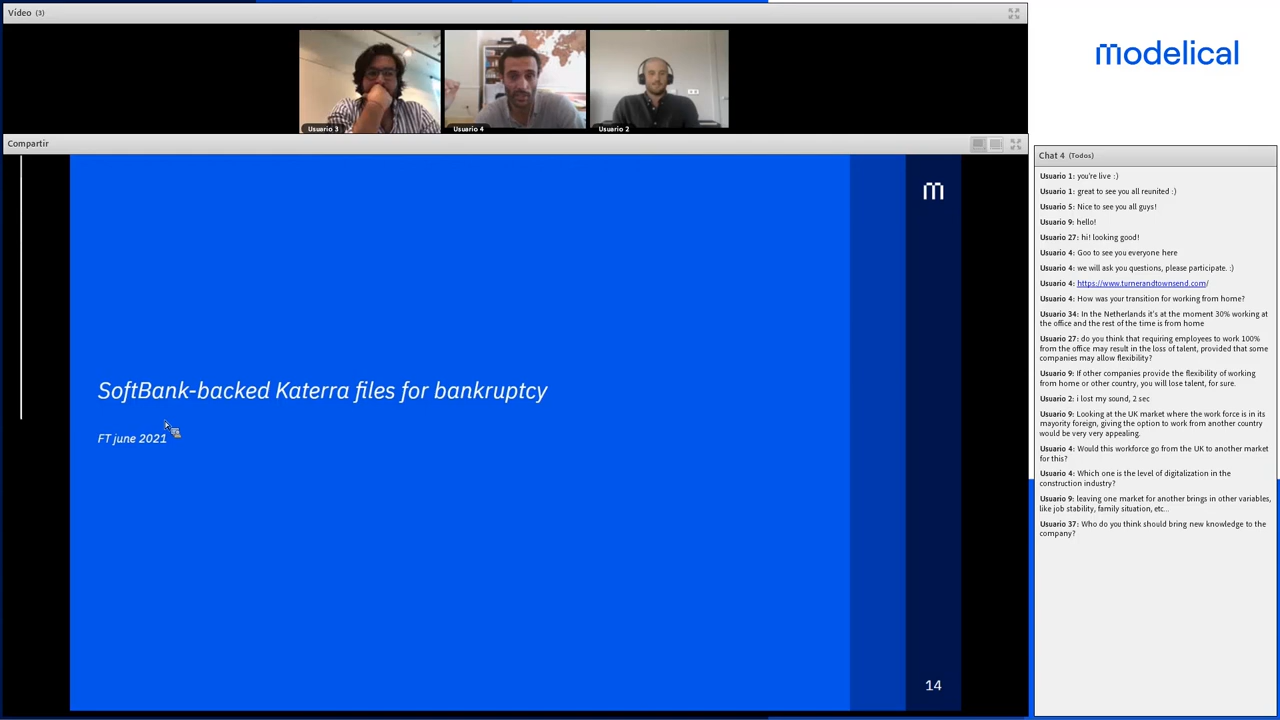 Vídeo (3)
Usuario 3
Usuario 4
Usuario 2
Compartir
SoftBank-backed Katerra files for bankruptcy
FT june 2021
m
14
modelical
Chat 4 (Todos)
Usuario 1: you're live :)
Usuario 1: great to see you all reunited :)
Usuario 5: Nice to see you all guys!
Usuario 9: hello!
Usuario 27: hi! looking good!
Usuario 4: Goo to see you everyone here
Usuario 4: we will ask you questions, please participate. :)
Usuario 4: https://www.turnerandtownsend.com/
Usuario 4: How was your transition for working from home?
Usuario 34: In the Netherlands it's at the moment 30% working at
the office and the rest of the time is from home
Usuario 27: do you think that requiring employees to work 100%
from the office may result in the loss of talent, provided that some
companies may allow flexibility?
Usuario 9: If other companies provide the flexibility of working
from home or other country, you will lose talent, for sure.
Usuario 2: i lost my sound, 2 sec
Usuario 9: Looking at the UK market where the work force is in its
majority foreign, giving the option to work from another country
would be very very appealing.
Usuario 4: Would this workforce go from the UK to another market
for this?
Usuario 4: Which one is the level of digitalization in the
construction industry?
Usuario 9: leaving one market for another brings in other variables,
like job stability, family situation, etc...
Usuario 37: Who do you think should bring new knowledge to the
company?